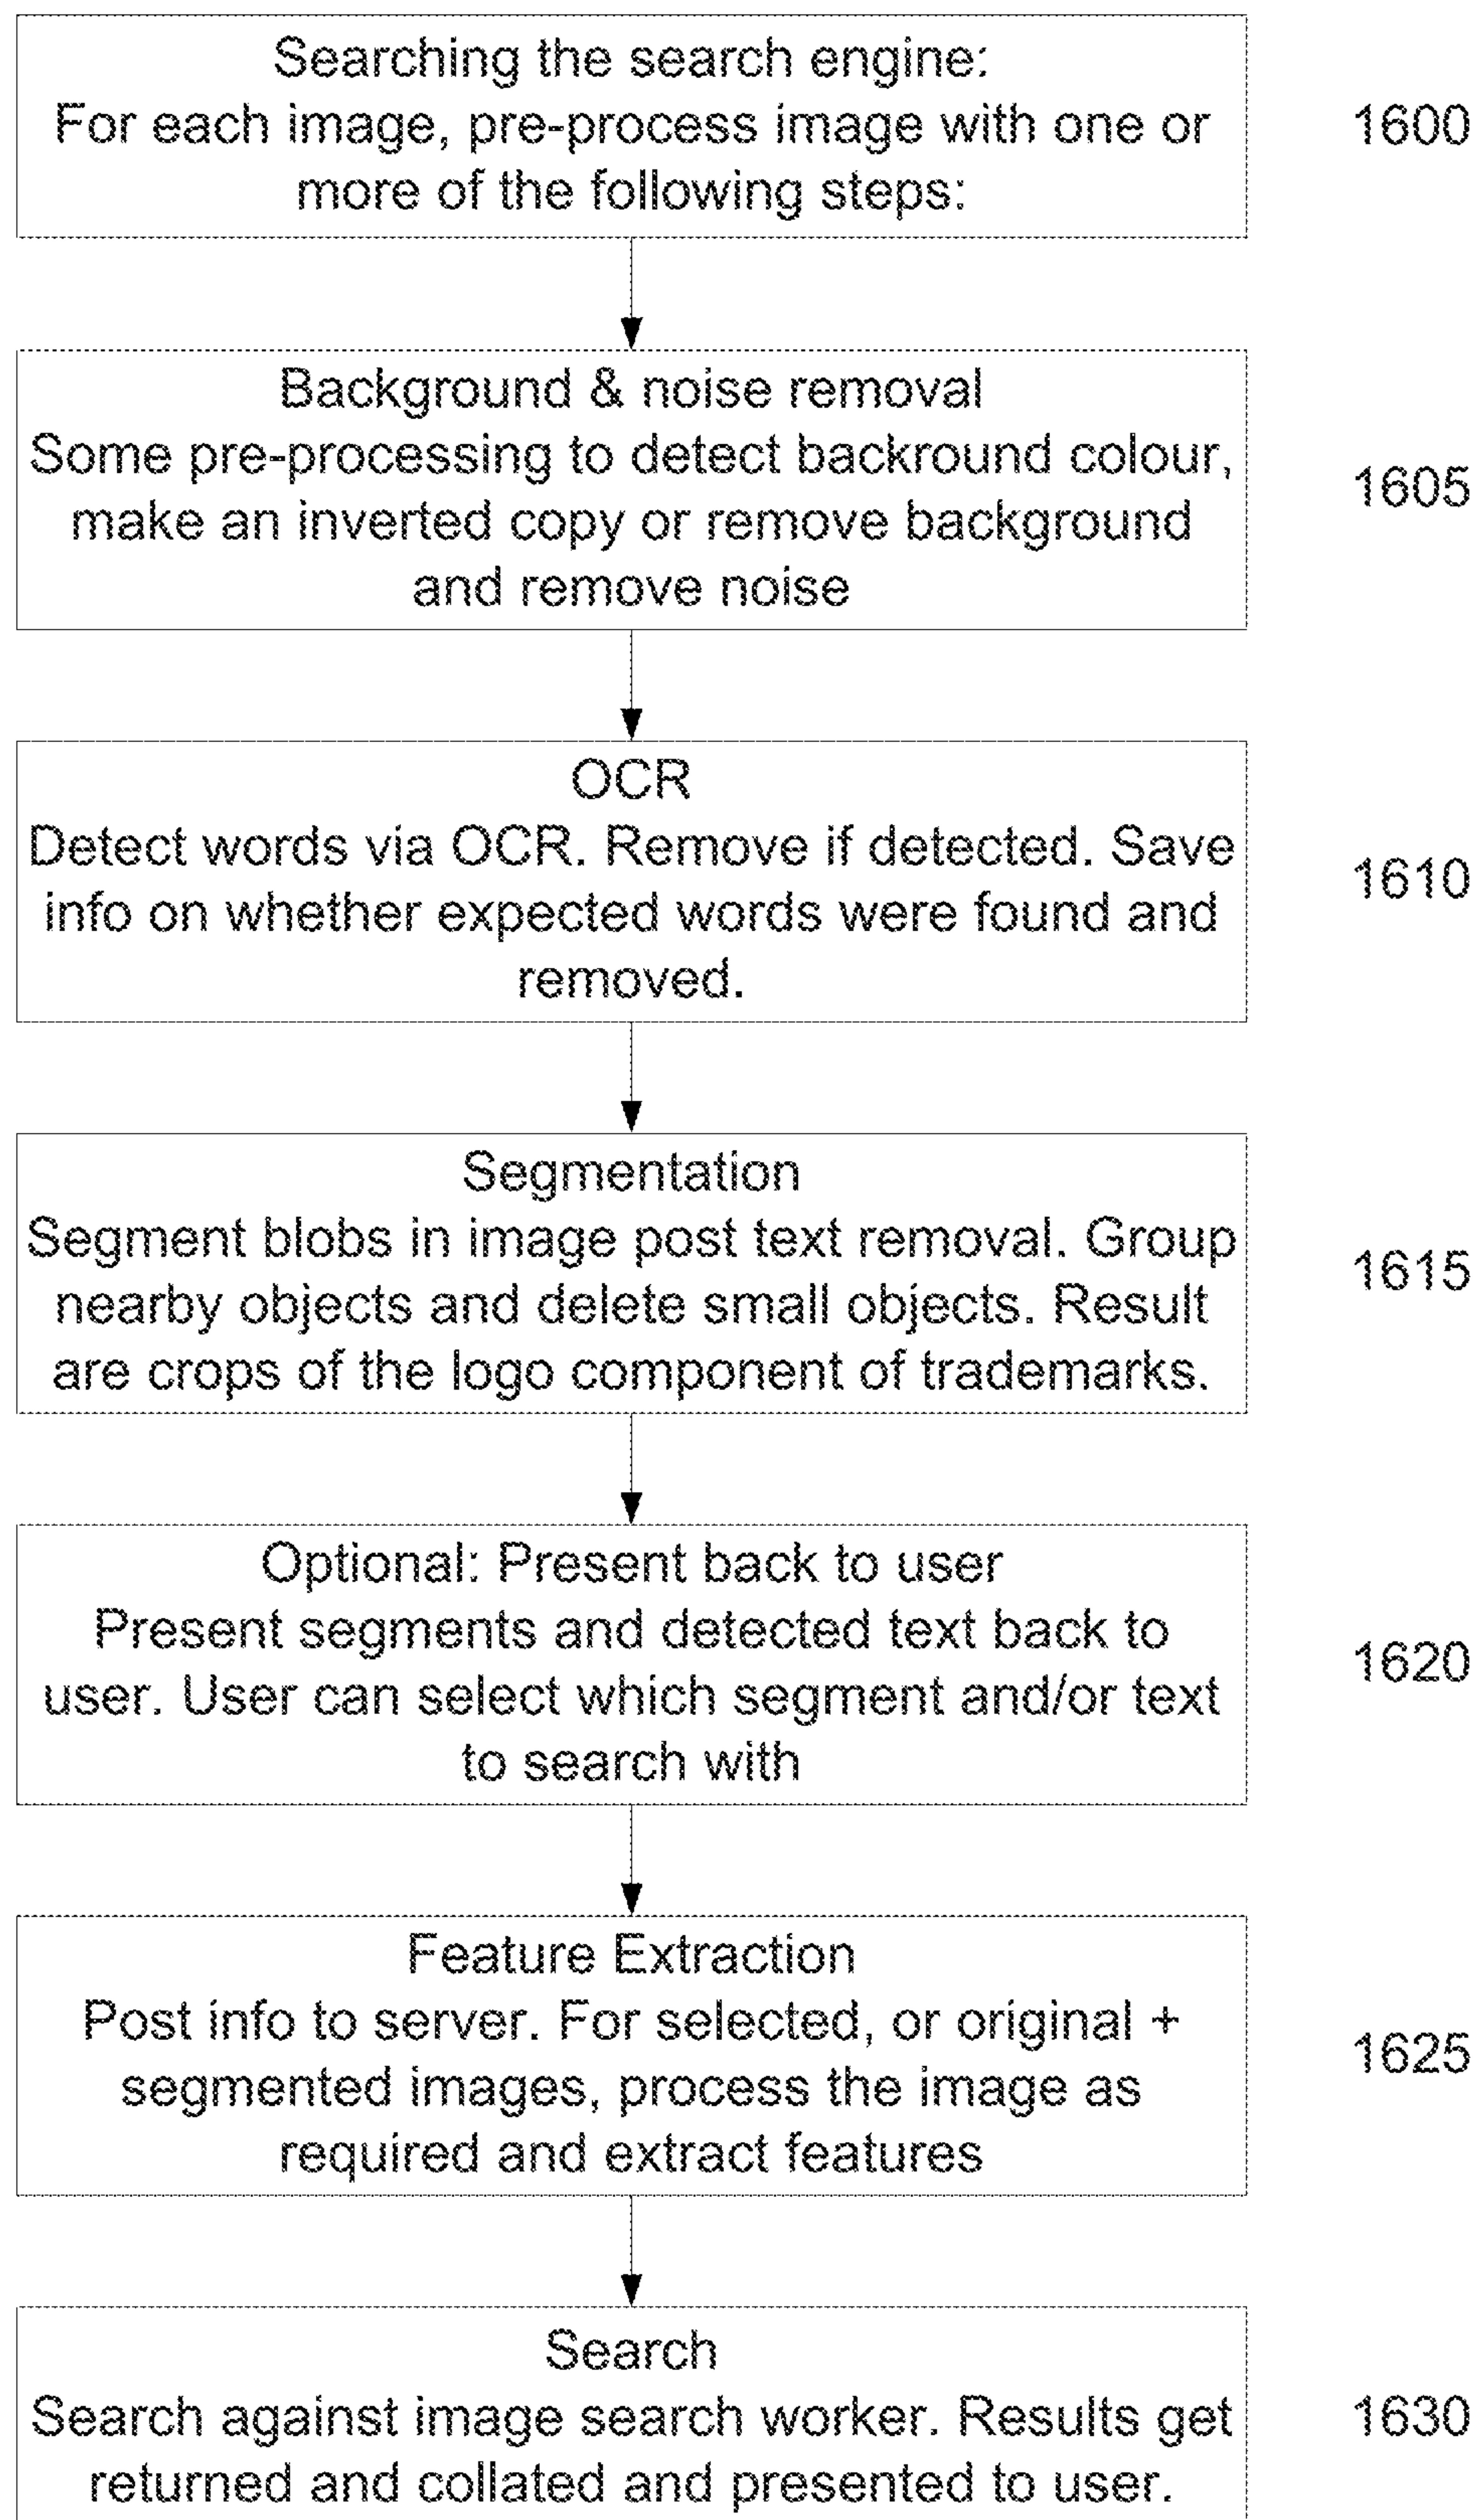 Searching the search engine:
For each image, pre-process image with one or
more of the following steps:
1600
Background & noise removal
Some pre-processing to detect backround colour,
make an inverted copy or remove background
and remove noise
1605
OCR
Detect words via OCR. Remove if detected. Save
info on whether expected words were found and
removed.
1610
Segmentation
Segment blobs in image post text removal. Group
nearby objects and delete small objects. Result
are crops of the logo component of trademarks.
1615
Optional: Present back to user
Present segments and detected text back to
user. User can select which segment and/or text
to search with
1620
Feature Extraction
Post info to server. For selected, or original +
segmented images, process the image as
required and extract features
1625
Search
Search against image search worker. Results get
returned and collated and presented to user.
1630